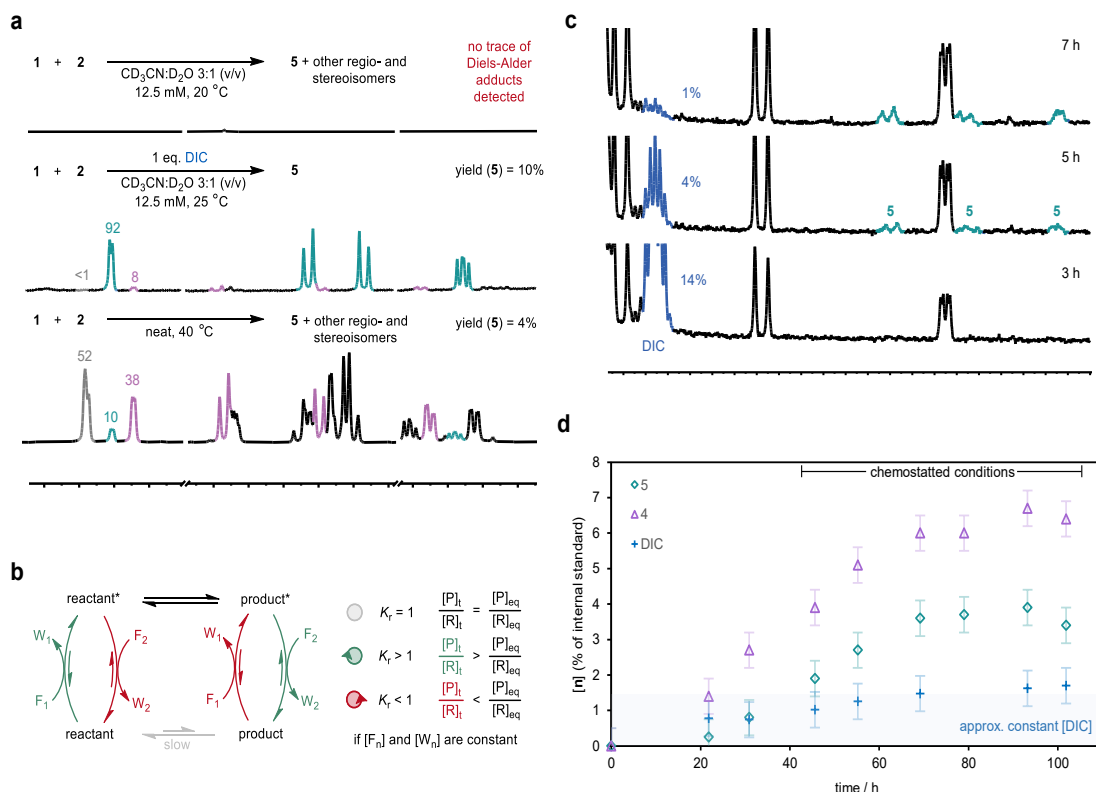 a
1 + 2
CD₃CN:D₂O 3:1 (v/v)
12.5 mM, 20 °C
5 + other regio- and
stereoisomers
no trace of
Diels-Alder
adducts
detected
1 + 2
1 eq. DIC
CD₃CN:D₂O 3:1 (v/v)
12.5 mM, 25 °C
5
yield (5) = 10%
<1
92
8
1 + 2
neat, 40 °C
5 + other regio- and
stereoisomers
yield (5) = 4%
52
10
38
b
reactant*
product*
W₁
F₂
W₁
F₂
F₁
W₂
F₁
W₂
reactant
product
slow
Kᵣ = 1
[P]t / [R]t = [P]eq / [R]eq
Kᵣ > 1
[P]t / [R]t > [P]eq / [R]eq
Kᵣ < 1
[P]t / [R]t < [P]eq / [R]eq
if [Fₙ] and [Wₙ] are constant
c
7 h
1%
5 h
4%
5
5
5
3 h
14%
DIC
d
chemostatted conditions
5
4
DIC
approx. constant [DIC]
[n] (% of internal standard)
8
7
6
5
4
3
2
1
0
0 20 40 60 80 100
time / h